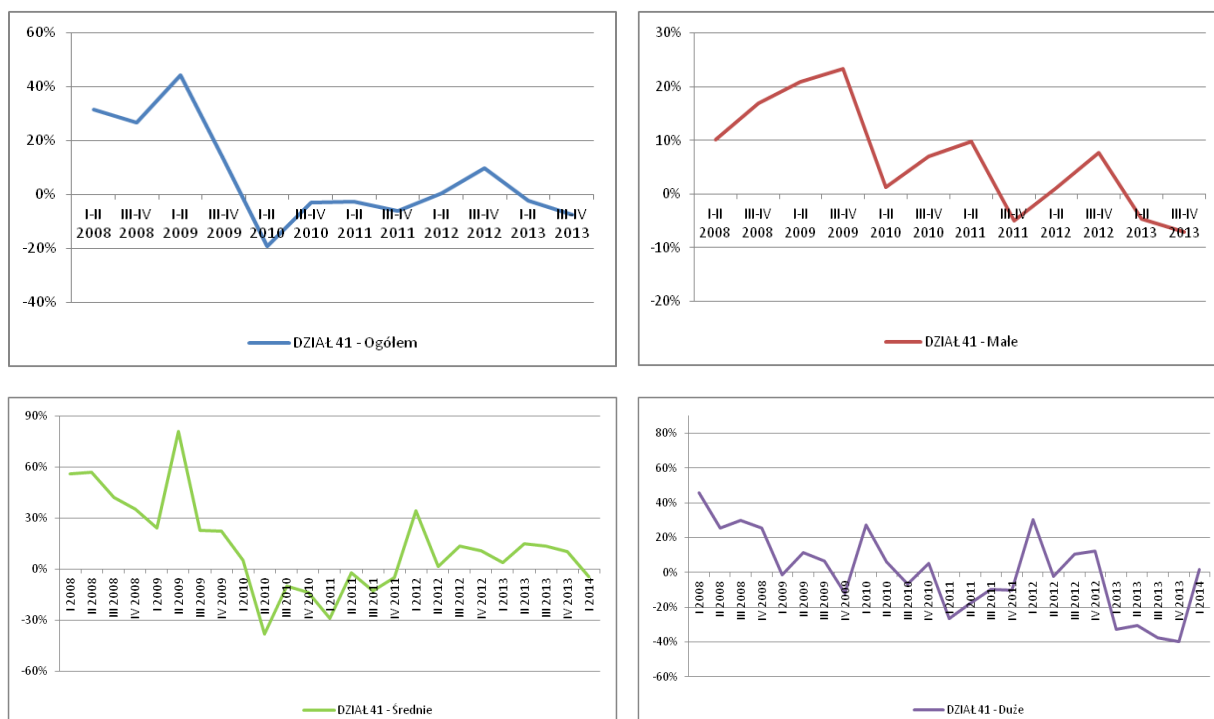 60%
40%
20%
0%
-20%
-40%
I-II III-IV I-II III-IV I-II III-IV I-II III-IV I-II III-IV I-II III-IV
2008 2008 2009 2009 2010 2010 2011 2011 2012 2012 2013 2013
DZIAŁ 41 - Ogółem
30%
20%
10%
0%
-10%
-20%
I-II III-IV I-II III-IV I-II III-IV I-II III-IV I-II III-IV I-II III-IV
2008 2008 2009 2009 2010 2010 2011 2011 2012 2012 2013 2013
DZIAŁ 41 - Małe
90%
60%
30%
0%
-30%
-60%
I 2008
II 2008
III 2008
IV 2008
I 2009
II 2009
III 2009
IV 2009
I 2010
II 2010
III 2010
IV 2010
I 2011
II 2011
III 2011
IV 2011
I 2012
II 2012
III 2012
IV 2012
I 2013
II 2013
III 2013
IV 2013
I 2014
DZIAŁ 41 - Średnie
80%
60%
40%
20%
0%
-20%
-40%
-60%
I 2008
II 2008
III 2008
IV 2008
I 2009
II 2009
III 2009
IV 2009
I 2010
II 2010
III 2010
IV 2010
I 2011
II 2011
III 2011
IV 2011
I 2012
II 2012
III 2012
IV 2012
I 2013
II 2013
III 2013
IV 2013
I 2014
DZIAŁ 41 - Duże